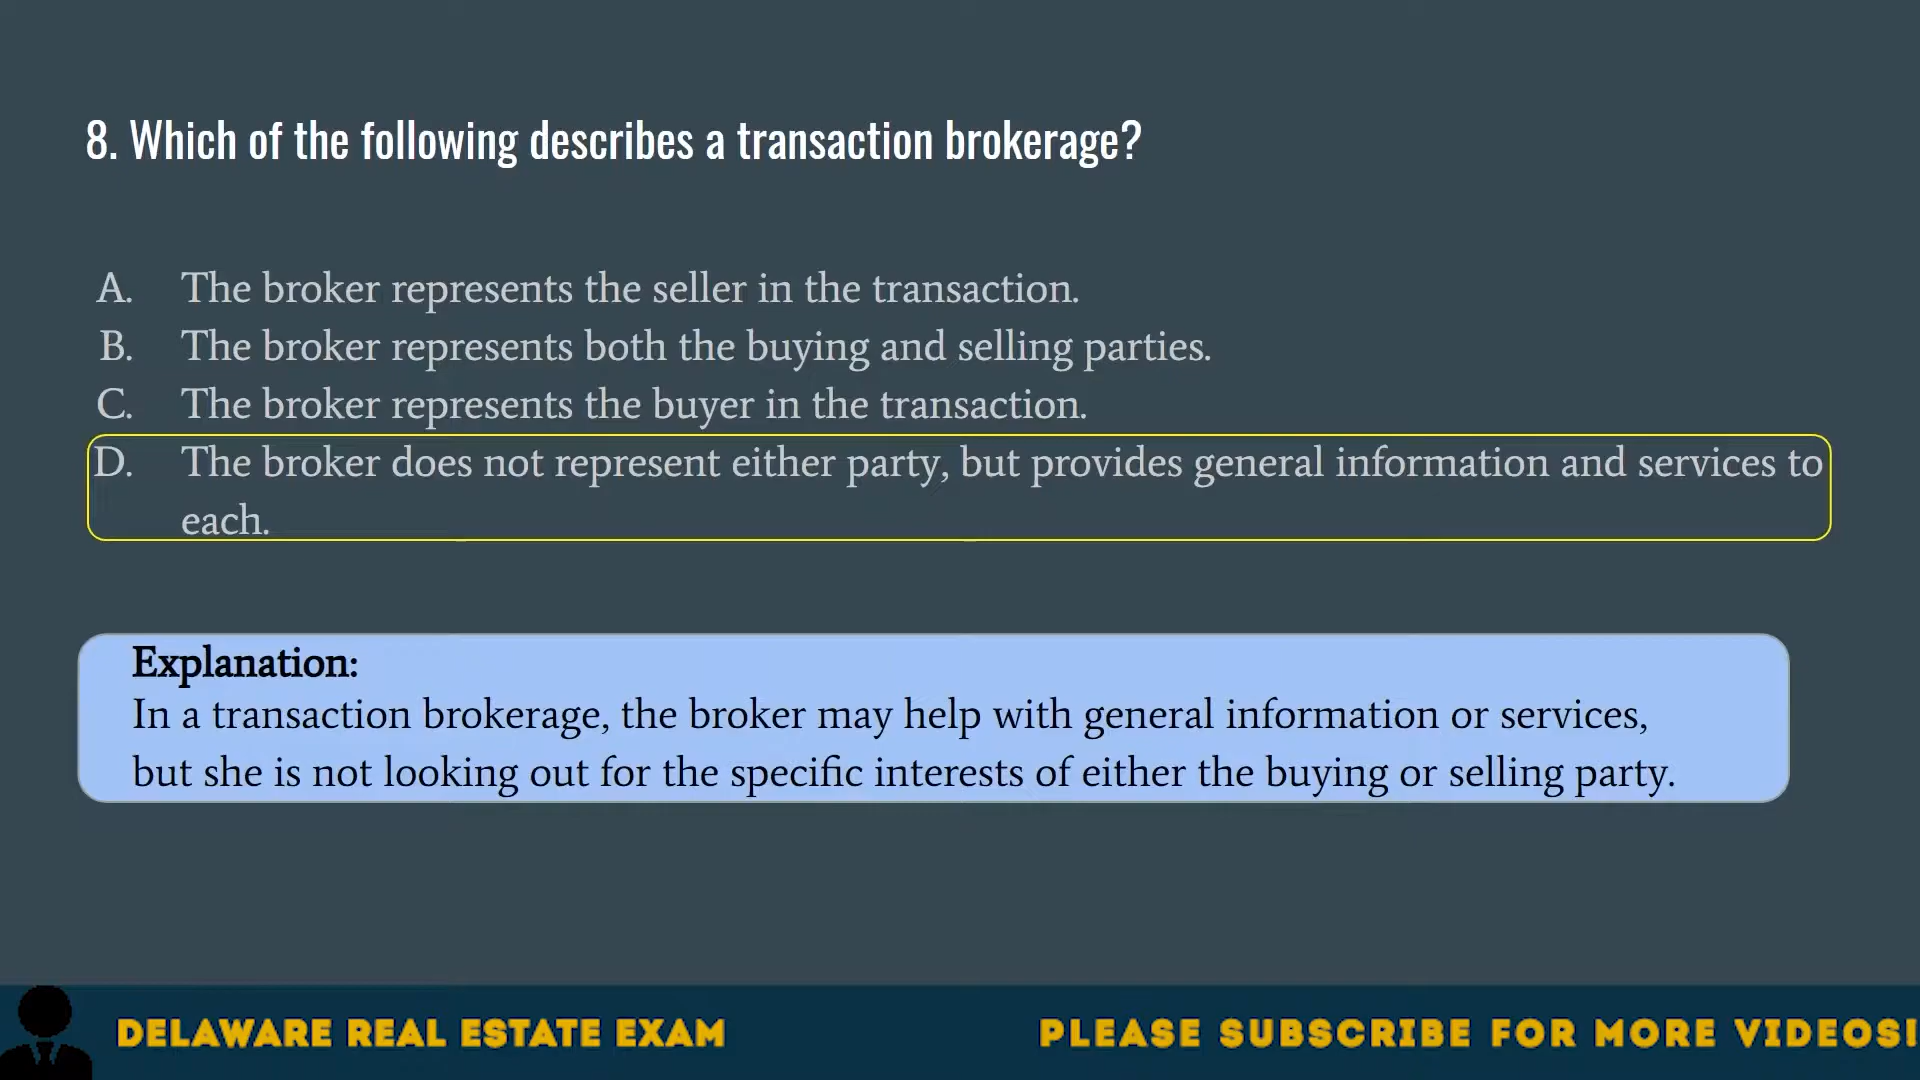 8. Which of the following describes a transaction brokerage?
A. The broker represents the seller in the transaction.
B. The broker represents both the buying and selling parties.
C. The broker represents the buyer in the transaction.
D. The broker does not represent either party, but provides general information and services to
each.
Explanation:
In a transaction brokerage, the broker may help with general information or services,
but she is not looking out for the specific interests of either the buying or selling party.
DELAWARE REAL ESTATE EXAM
PLEASE SUBSCRIBE FOR MORE VIDEOS!